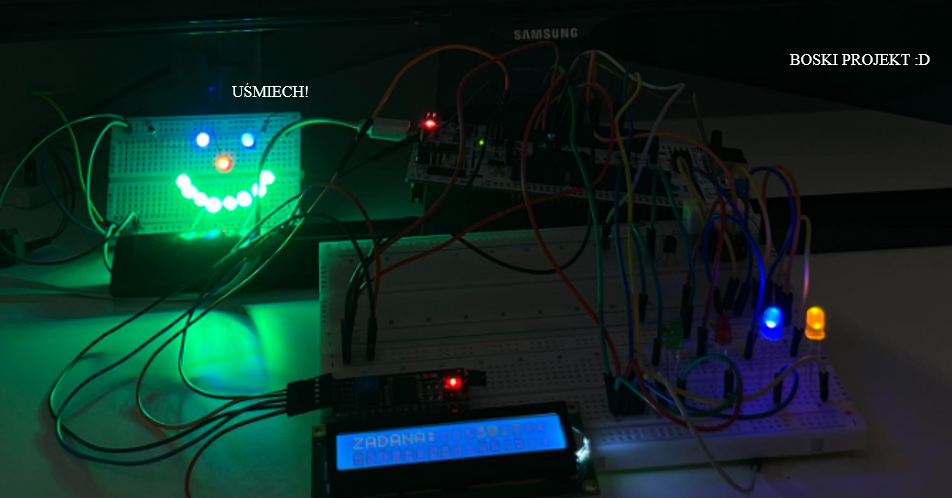 SAMSUNG
BOSKI PROJEKT :D
UŚMIECH!
ZADANA: